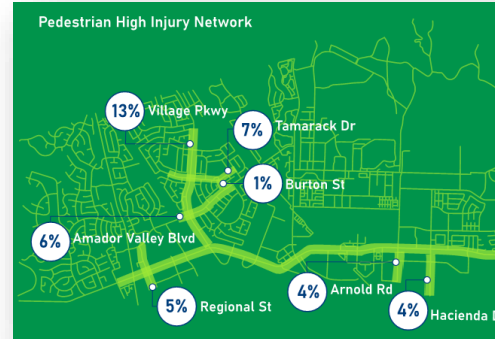 Pedestrian High Injury Network
13% Village Pkwy
7% Tamarack Dr
1% Burton St
6% Amador Valley Blvd
5% Regional St
4% Arnold Rd
4% Hacienda